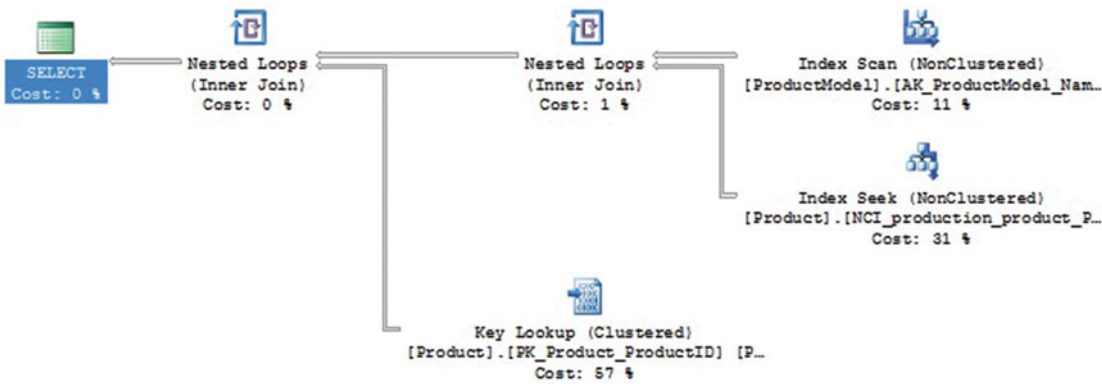 SELECT
Cost: 0 %
Nested Loops
(Inner Join)
Cost: 0 %
Nested Loops
(Inner Join)
Cost: 1 %
Index Scan (NonClustered)
[ProductModel].[AK_ProductModel_Nam…
Cost: 11 %
Index Seek (NonClustered)
[Product].[NCI_production_product_P…
Cost: 31 %
Key Lookup (Clustered)
[Product].[PK_Product_ProductID] [P…
Cost: 57 %